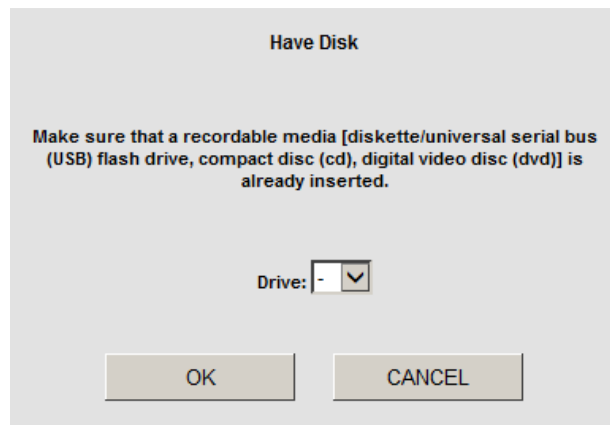 Have Disk
Make sure that a recordable media [diskette/universal serial bus
(USB) flash drive, compact disc (cd), digital video disc (dvd)] is
already inserted.
Drive: -
OK
CANCEL